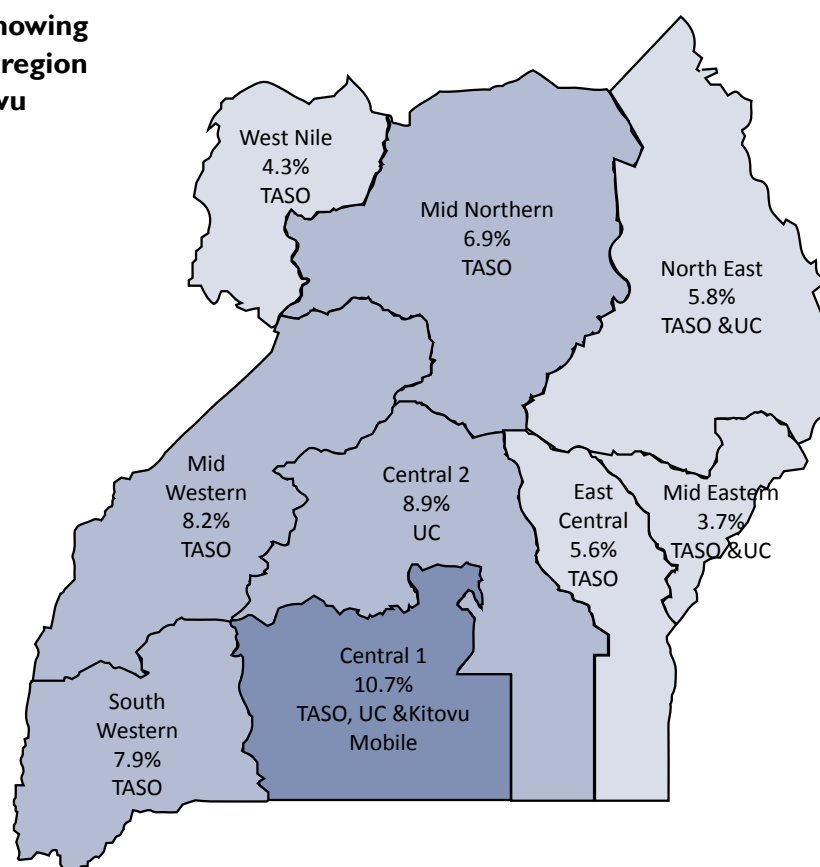 howing
region
vu
West Nile
4.3%
TASO
Mid Northern
6.9%
TASO
North East
5.8%
TASO &UC
Mid
Western
8.2%
TASO
Central 2
8.9%
UC
East
Central
5.6%
TASO
Mid Eastern
3.7%
TASO &UC
Central 1
10.7%
TASO, UC &Kitovu
Mobile
South
Western
7.9%
TASO